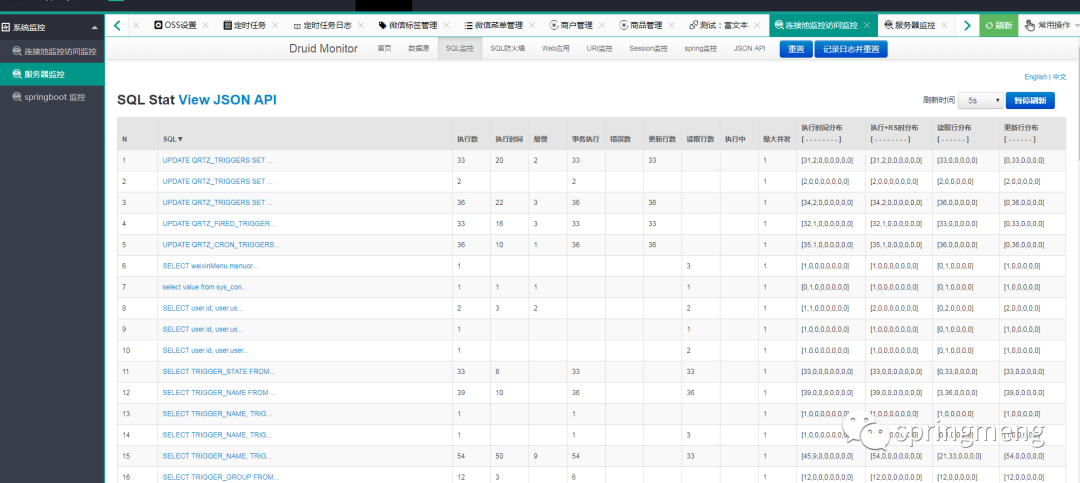 系统监控
连接池监控访问监控
服务器监控
springboot 监控
OSS设置
定时任务
定时任务日志
微信标签管理
微信菜单管理
商户管理
商品管理
测试：富文本
连接池监控访问监控
服务器监控
刷新
常用操作
Druid Monitor 首页 数据源 SQL监控 SQL防火墙 Web应用 URI监控 Session监控 spring监控 JSON API 重置 记录日志并重置
English | 中文
SQL Stat View JSON API 刷新时间 5s 暂停刷新
N SQL▼ 执行数 执行时间 最慢 事务执行 错误数 更新行数 读取行数 执行中 最大并发 执行时间分布 [ - - - - - - - - ] 执行+RS时分布 [ - - - - - - - - ] 读取行分布 [ - - - - - - ] 更新行分布 [ - - - - - - ]
1 UPDATE QRTZ_TRIGGERS SET ... 33 20 2 33 33 1 [31,2,0,0,0,0,0,0] [31,2,0,0,0,0,0,0] [33,0,0,0,0,0] [0,33,0,0,0,0]
2 UPDATE QRTZ_TRIGGERS SET ... 2 2 1 [2,0,0,0,0,0,0,0] [2,0,0,0,0,0,0,0] [2,0,0,0,0,0] [2,0,0,0,0,0]
3 UPDATE QRTZ_TRIGGERS SET ... 36 22 3 36 36 1 [34,2,0,0,0,0,0,0] [34,2,0,0,0,0,0,0] [36,0,0,0,0,0] [0,36,0,0,0,0]
4 UPDATE QRTZ_FIRED_TRIGGER... 33 16 3 33 33 1 [32,1,0,0,0,0,0,0] [32,1,0,0,0,0,0,0] [33,0,0,0,0,0] [0,33,0,0,0,0]
5 UPDATE QRTZ_CRON_TRIGGERS... 36 10 1 36 36 1 [35,1,0,0,0,0,0,0] [35,1,0,0,0,0,0,0] [36,0,0,0,0,0] [0,36,0,0,0,0]
6 SELECT weixinMenu.menuor... 1 3 1 [1,0,0,0,0,0,0,0] [1,0,0,0,0,0,0,0] [0,1,0,0,0,0] [1,0,0,0,0,0]
7 select value from sys_con... 1 1 1 1 1 [0,1,0,0,0,0,0,0] [0,1,0,0,0,0,0,0] [0,1,0,0,0,0] [1,0,0,0,0,0]
8 SELECT user.id, user.us... 2 3 2 2 1 [1,1,0,0,0,0,0,0] [2,0,0,0,0,0,0,0] [0,2,0,0,0,0] [2,0,0,0,0,0]
9 SELECT user.id, user.us... 1 1 1 [1,0,0,0,0,0,0,0] [1,0,0,0,0,0,0,0] [0,1,0,0,0,0] [1,0,0,0,0,0]
10 SELECT user.id, user.user... 1 2 1 [1,0,0,0,0,0,0,0] [1,0,0,0,0,0,0,0] [0,1,0,0,0,0] [1,0,0,0,0,0]
11 SELECT TRIGGER_STATE FROM... 33 8 33 33 1 [33,0,0,0,0,0,0,0] [33,0,0,0,0,0,0,0] [0,33,0,0,0,0] [33,0,0,0,0,0]
12 SELECT TRIGGER_NAME FROM ... 39 10 36 36 1 [39,0,0,0,0,0,0,0] [39,0,0,0,0,0,0,0] [3,36,0,0,0,0] [39,0,0,0,0,0]
13 SELECT TRIGGER_NAME, TRIG... 1 1 1 [1,0,0,0,0,0,0,0] [1,0,0,0,0,0,0,0] [1,0,0,0,0,0] [1,0,0,0,0,0]
14 SELECT TRIGGER_NAME, TRIG... 1 1 3 1
springmeng
15 SELECT TRIGGER_NAME, TRIG... 54 50 9 54 33 1 [45,9,0,0,0,0,0,0] [54,0,0,0,0,0,0,0] [21,33,0,0,0,0] [54,0,0,0,0,0]
16 SELECT TRIGGER_GROUP FROM... 12 3 6 1 [12,0,0,0,0,0,0,0] [12,0,0,0,0,0,0,0] [12,0,0,0,0,0] [12,0,0,0,0,0]